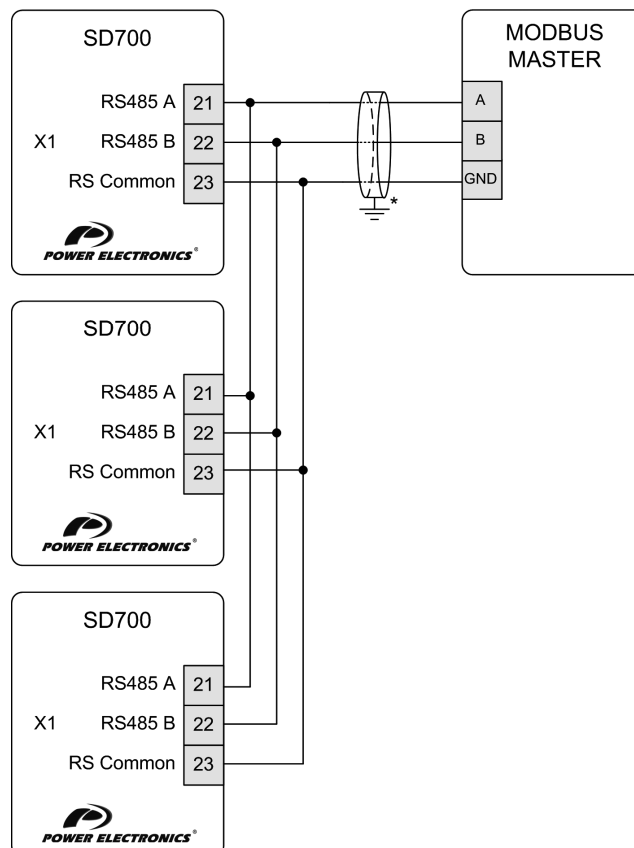 SD700
RS485 A 21
X1 RS485 B 22
RS Common 23
POWER ELECTRONICS®
MODBUS
MASTER
A
B
GND
*
SD700
RS485 A 21
X1 RS485 B 22
RS Common 23
POWER ELECTRONICS®
SD700
RS485 A 21
X1 RS485 B 22
RS Common 23
POWER ELECTRONICS®